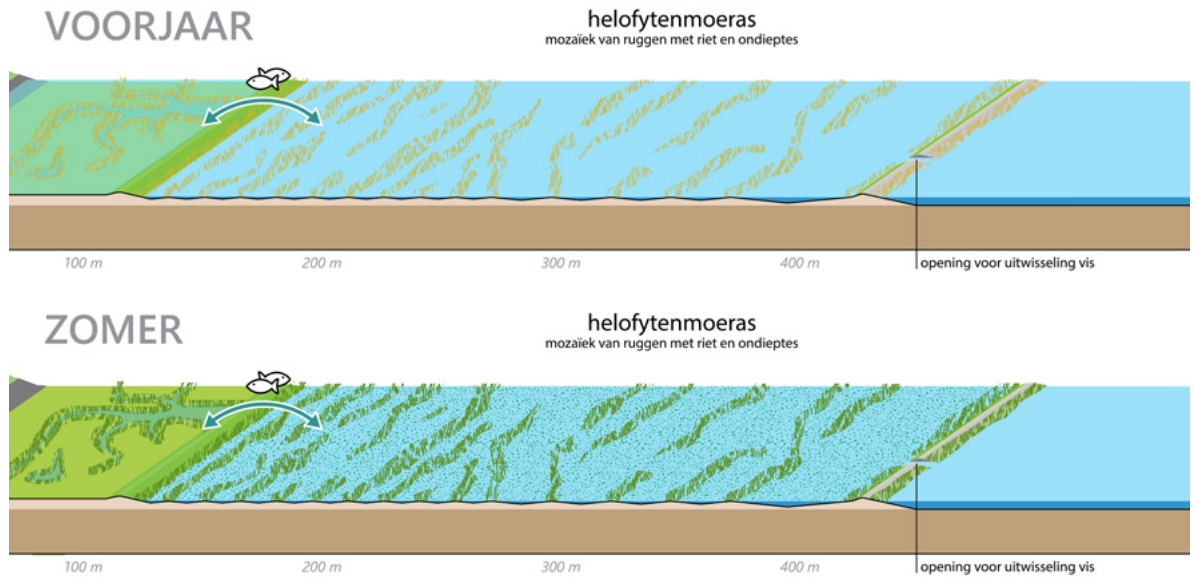 VOORJAAR
helofytenmoeras
mozaïek van ruggen met riet en ondieptes
100 m
200 m
300 m
400 m
opening voor uitwisseling vis
ZOMER
helofytenmoeras
mozaïek van ruggen met riet en ondieptes
100 m
200 m
300 m
400 m
opening voor uitwisseling vis